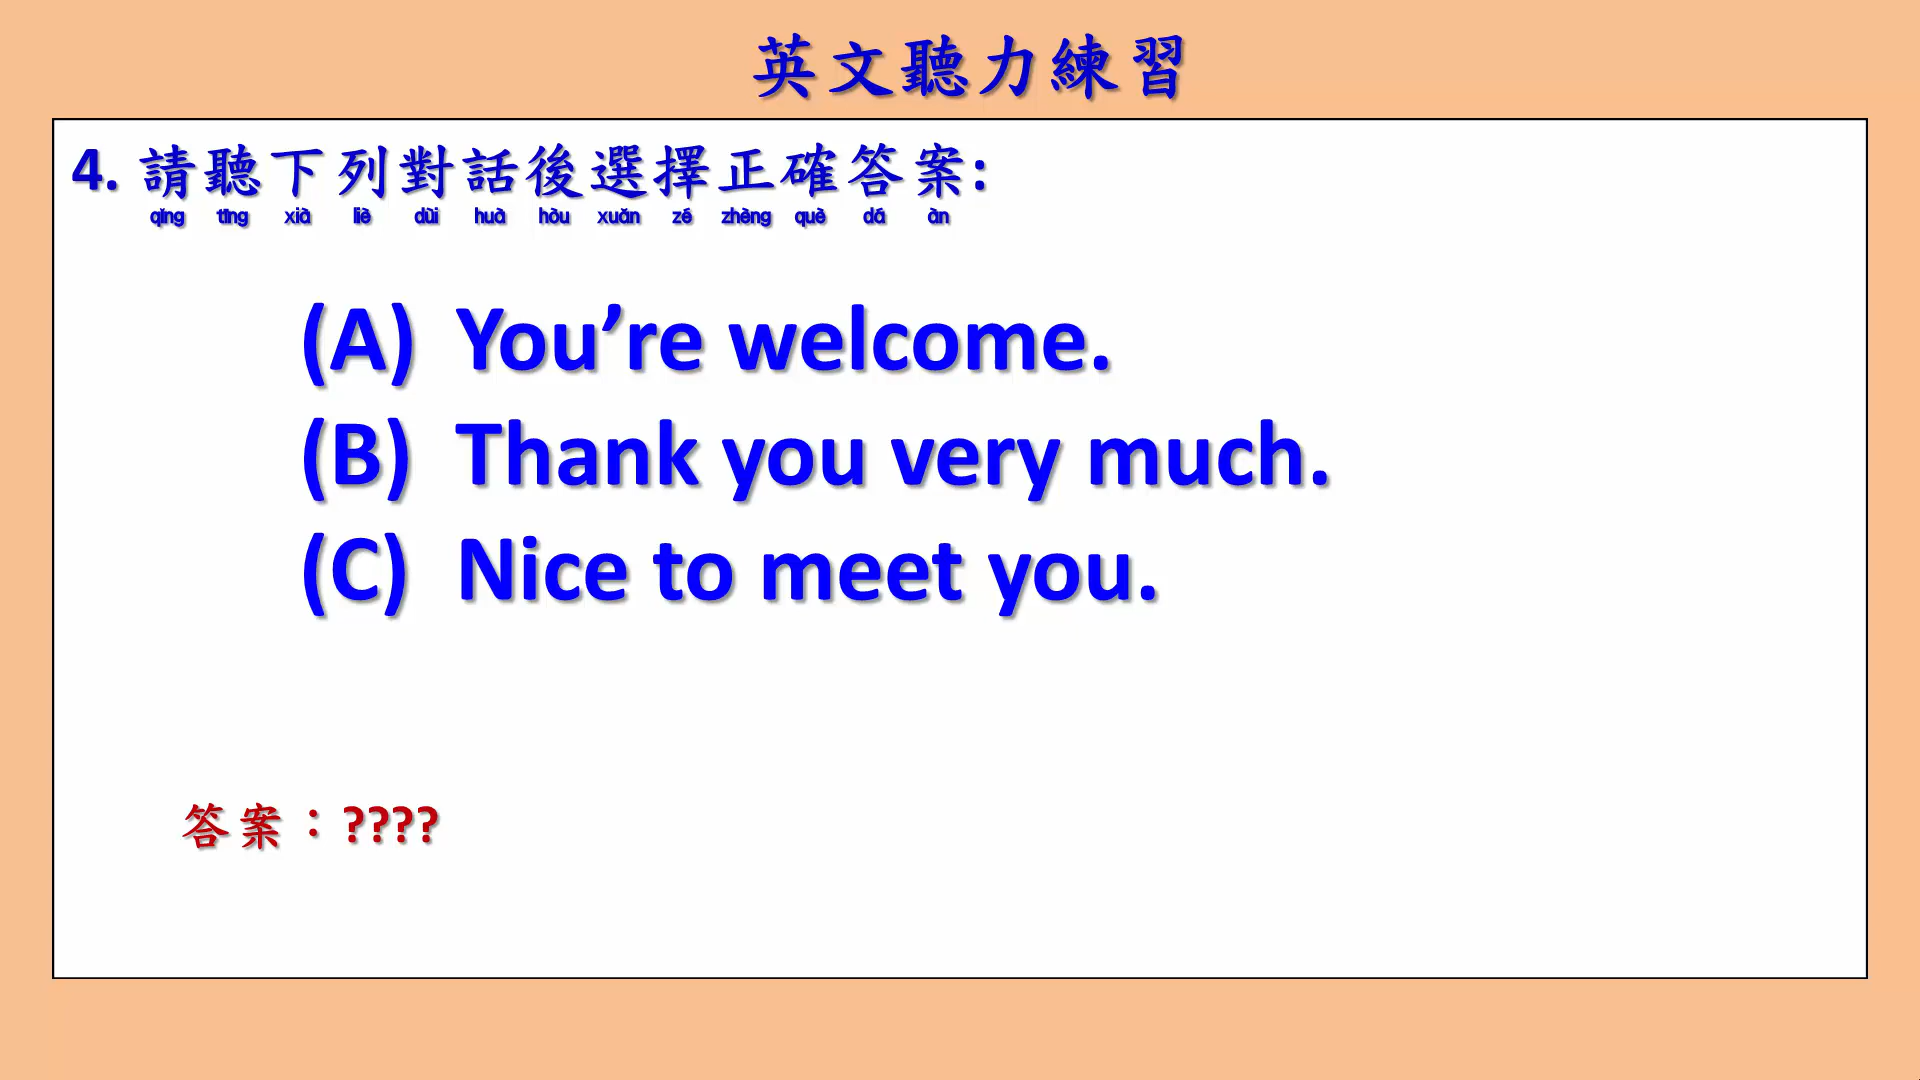 英文聽力練習
4. 請聽下列對話後選擇正確答案:
qǐng tīng xià liè duì huà hòu xuǎn zé zhèng què dá àn
(A) You’re welcome.
(B) Thank you very much.
(C) Nice to meet you.
答案：????